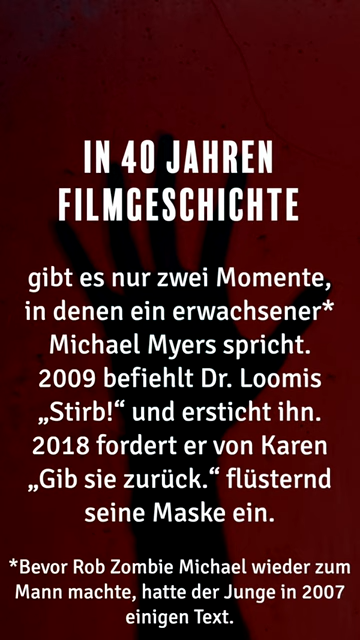 IN 40 JAHREN
FILMGESCHICHTE
gibt es nur zwei Momente,
in denen ein erwachsener*
Michael Myers spricht.
2009 befiehlt Dr. Loomis
„Stirb!“ und ersticht ihn.
2018 fordert er von Karen
„Gib sie zurück.“ flüsternd
seine Maske ein.
*Bevor Rob Zombie Michael wieder zum
Mann machte, hatte der Junge in 2007
einigen Text.